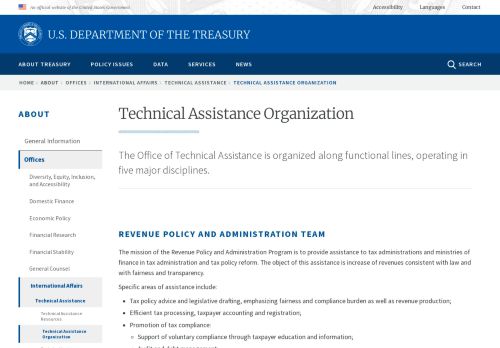 An official website of the United States Government
Accessibility
Languages
Contact
U.S. DEPARTMENT OF THE TREASURY
ABOUT TREASURY
POLICY ISSUES
DATA
SERVICES
NEWS
SEARCH
HOME › ABOUT › OFFICES › INTERNATIONAL AFFAIRS › TECHNICAL ASSISTANCE › TECHNICAL ASSISTANCE ORGANIZATION
ABOUT
General Information
Offices
Diversity, Equity, Inclusion,
and Accessibility
Domestic Finance
Economic Policy
Financial Research
Financial Stability
General Counsel
International Affairs
Technical Assistance
Technical Assistance
Resources
Technical Assistance
Organization
Technical Assistance Organization
The Office of Technical Assistance is organized along functional lines, operating in
five major disciplines.
REVENUE POLICY AND ADMINISTRATION TEAM
The mission of the Revenue Policy and Administration Program is to provide assistance to tax administrations and ministries of
finance in tax administration and tax policy reform. The object of this assistance is increase of revenues consistent with law and
with fairness and transparency.
Specific areas of assistance include:
• Tax policy advice and legislative drafting, emphasizing fairness and compliance burden as well as revenue production;
• Efficient tax processing, taxpayer accounting and registration;
• Promotion of tax compliance:
○ Support of voluntary compliance through taxpayer education and information;